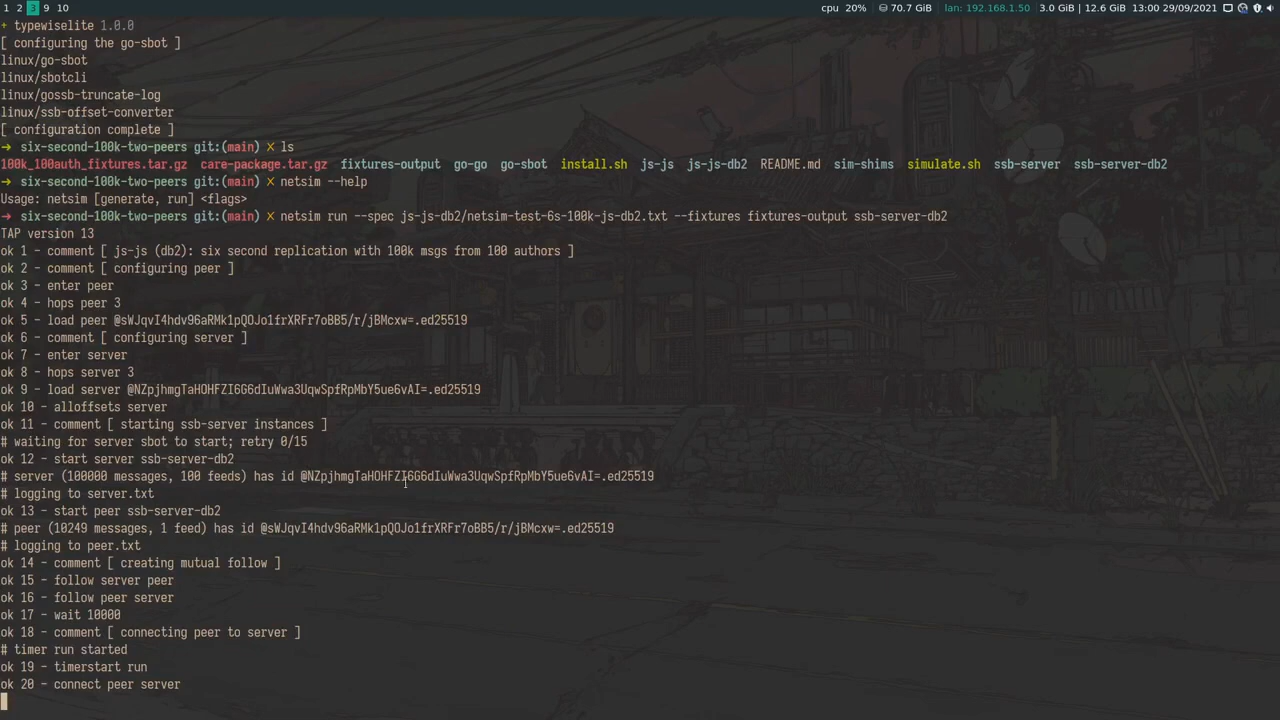 1 2 3 9 10 cpu 20% 70.7 GiB lan: 192.168.1.50 3.0 GiB | 12.6 GiB 13:00 29/09/2021
+ typewiselite 1.0.0
[ configuring the go-sbot ]
linux/go-sbot
linux/sbotcli
linux/gossb-truncate-log
linux/ssb-offset-converter
[ configuration complete ]
➜ six-second-100k-two-peers git:(main) ✗ ls
100k_100auth_fixtures.tar.gz care-package.tar.gz fixtures-output go-go go-sbot install.sh js-js js-js-db2 README.md sim-shims simulate.sh ssb-server ssb-server-db2
➜ six-second-100k-two-peers git:(main) ✗ netsim --help
Usage: netsim [generate, run] <flags>
➜ six-second-100k-two-peers git:(main) ✗ netsim run --spec js-js-db2/netsim-test-6s-100k-js-db2.txt --fixtures fixtures-output ssb-server-db2
TAP version 13
ok 1 - comment [ js-js (db2): six second replication with 100k msgs from 100 authors ]
ok 2 - comment [ configuring peer ]
ok 3 - enter peer
ok 4 - hops peer 3
ok 5 - load peer @sWJqvI4hdv96aRMk1pQOJo1frXRFr7oBB5/r/jBMcxw=.ed25519
ok 6 - comment [ configuring server ]
ok 7 - enter server
ok 8 - hops server 3
ok 9 - load server @NZpjhmgTaHOHFZI6G6dIuWwa3UqwSpfRpMbY5ue6vAI=.ed25519
ok 10 - alloffsets server
ok 11 - comment [ starting ssb-server instances ]
# waiting for server sbot to start; retry 0/15
ok 12 - start server ssb-server-db2
# server (100000 messages, 100 feeds) has id @NZpjhmgTaHOHFZI6G6dIuWwa3UqwSpfRpMbY5ue6vAI=.ed25519
# logging to server.txt
ok 13 - start peer ssb-server-db2
# peer (10249 messages, 1 feed) has id @sWJqvI4hdv96aRMk1pQOJo1frXRFr7oBB5/r/jBMcxw=.ed25519
# logging to peer.txt
ok 14 - comment [ creating mutual follow ]
ok 15 - follow server peer
ok 16 - follow peer server
ok 17 - wait 10000
ok 18 - comment [ connecting peer to server ]
# timer run started
ok 19 - timerstart run
ok 20 - connect peer server